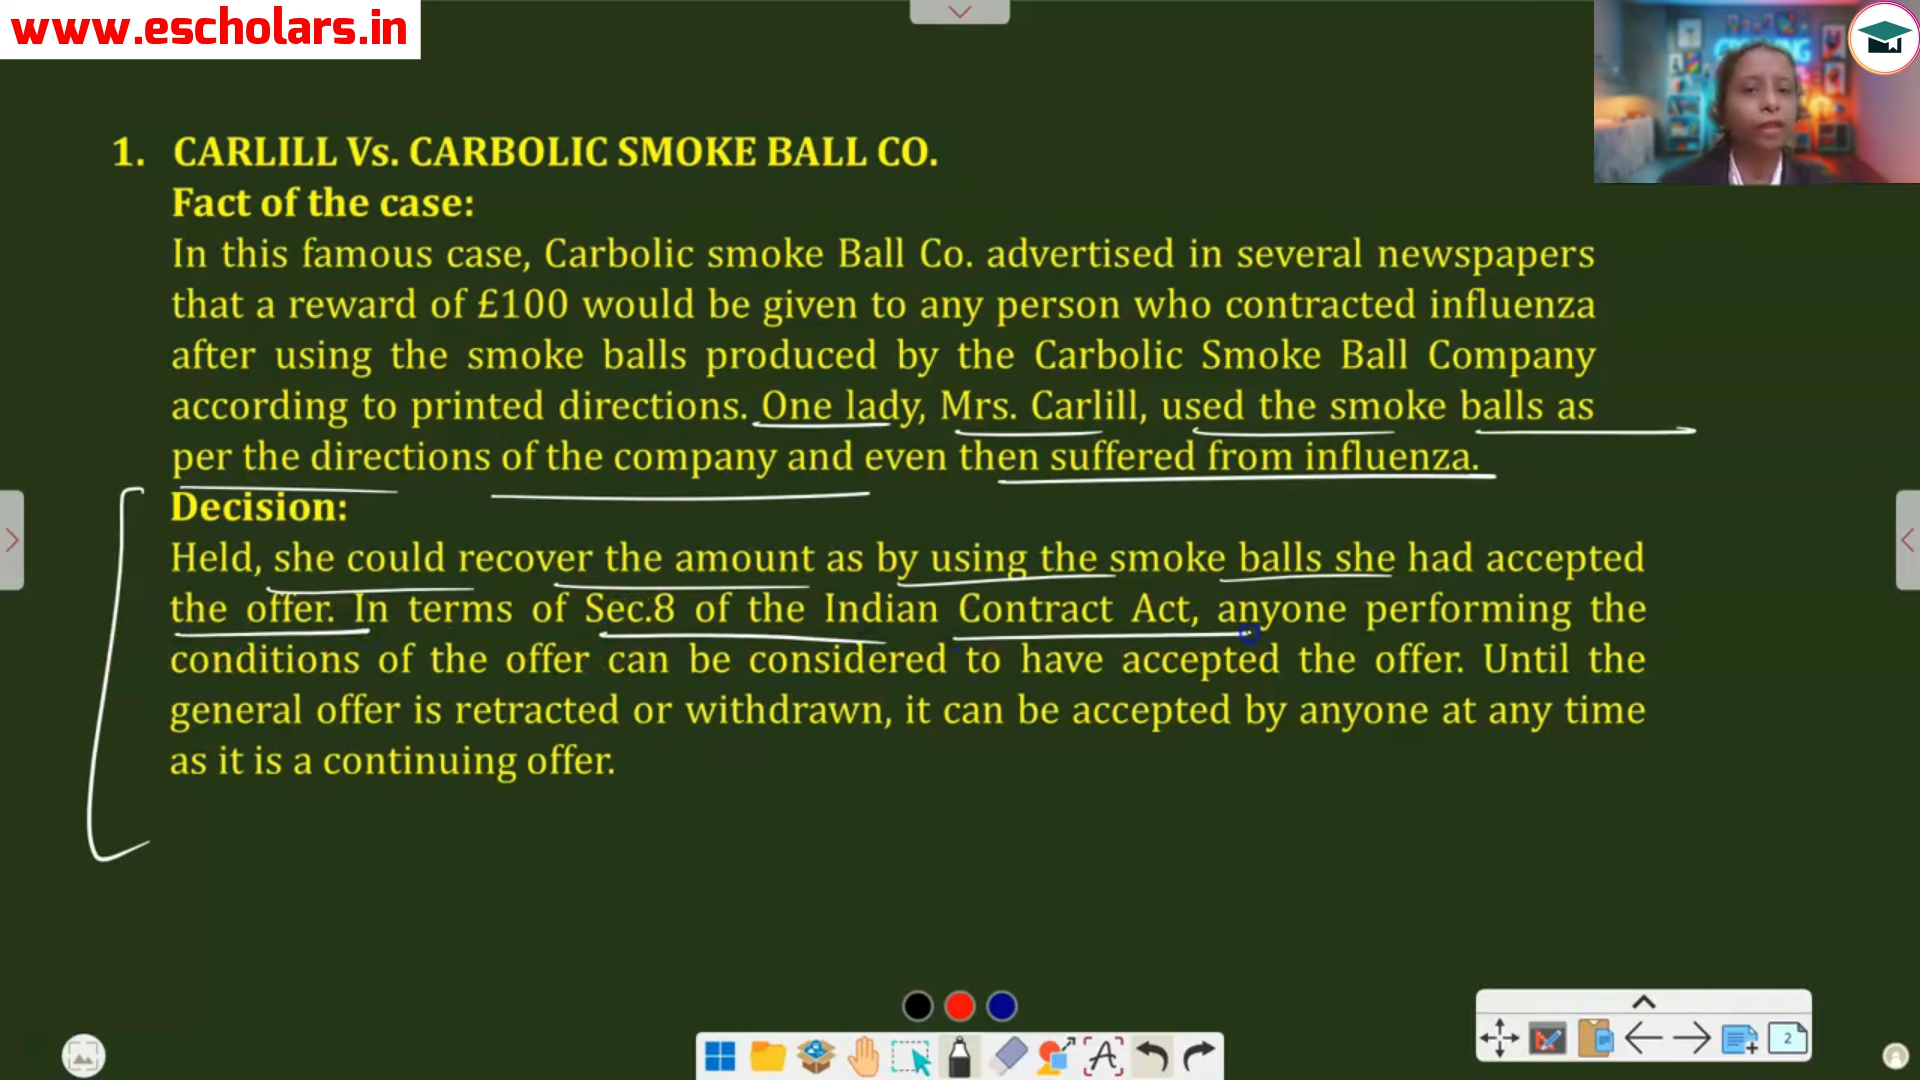 www.escholars.in
1. CARLILL Vs. CARBOLIC SMOKE BALL CO.
Fact of the case:
In this famous case, Carbolic smoke Ball Co. advertised in several newspapers
that a reward of £100 would be given to any person who contracted influenza
after using the smoke balls produced by the Carbolic Smoke Ball Company
according to printed directions. One lady, Mrs. Carlill, used the smoke balls as
per the directions of the company and even then suffered from influenza.
Decision:
Held, she could recover the amount as by using the smoke balls she had accepted
the offer. In terms of Sec.8 of the Indian Contract Act, anyone performing the
conditions of the offer can be considered to have accepted the offer. Until the
general offer is retracted or withdrawn, it can be accepted by anyone at any time
as it is a continuing offer.
2